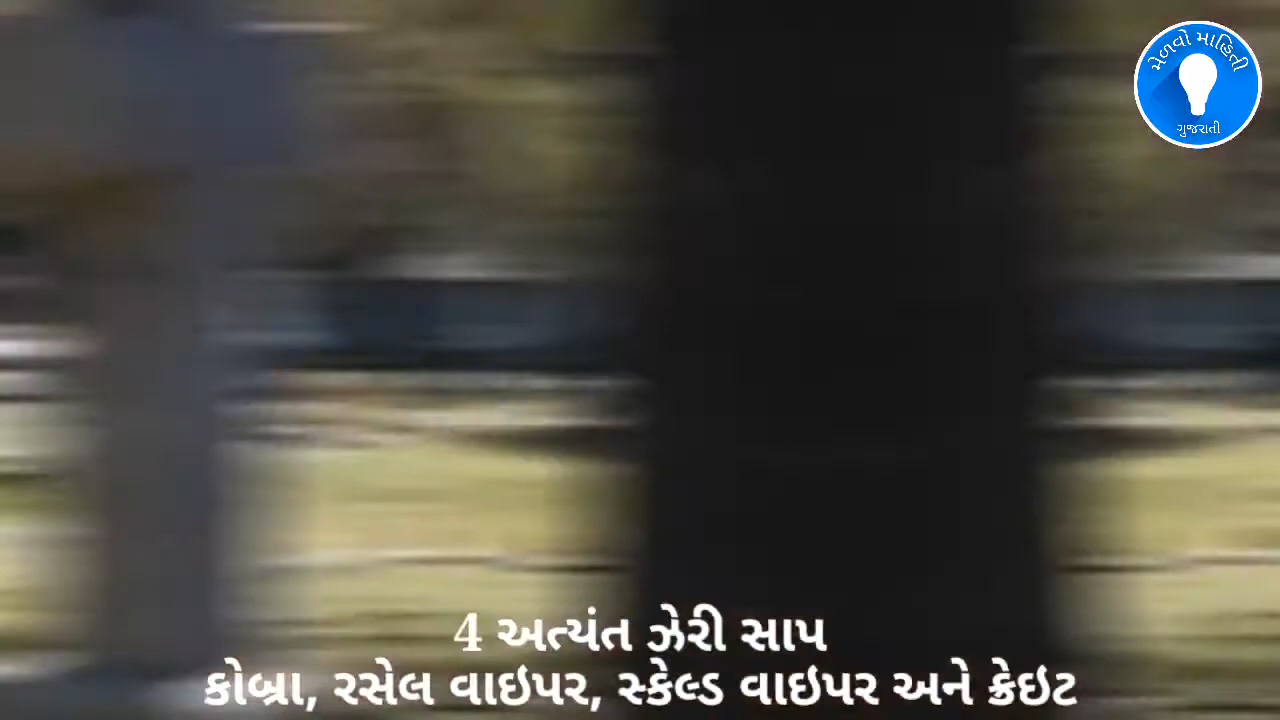 મેળવો માહિતી
ગુજરાતી
4 અત્યંત ઝેરી સાપ
કોબ્રા, રસેલ વાઇપર, સ્કેલ્ડ વાઇપર અને ક્રેઇટ